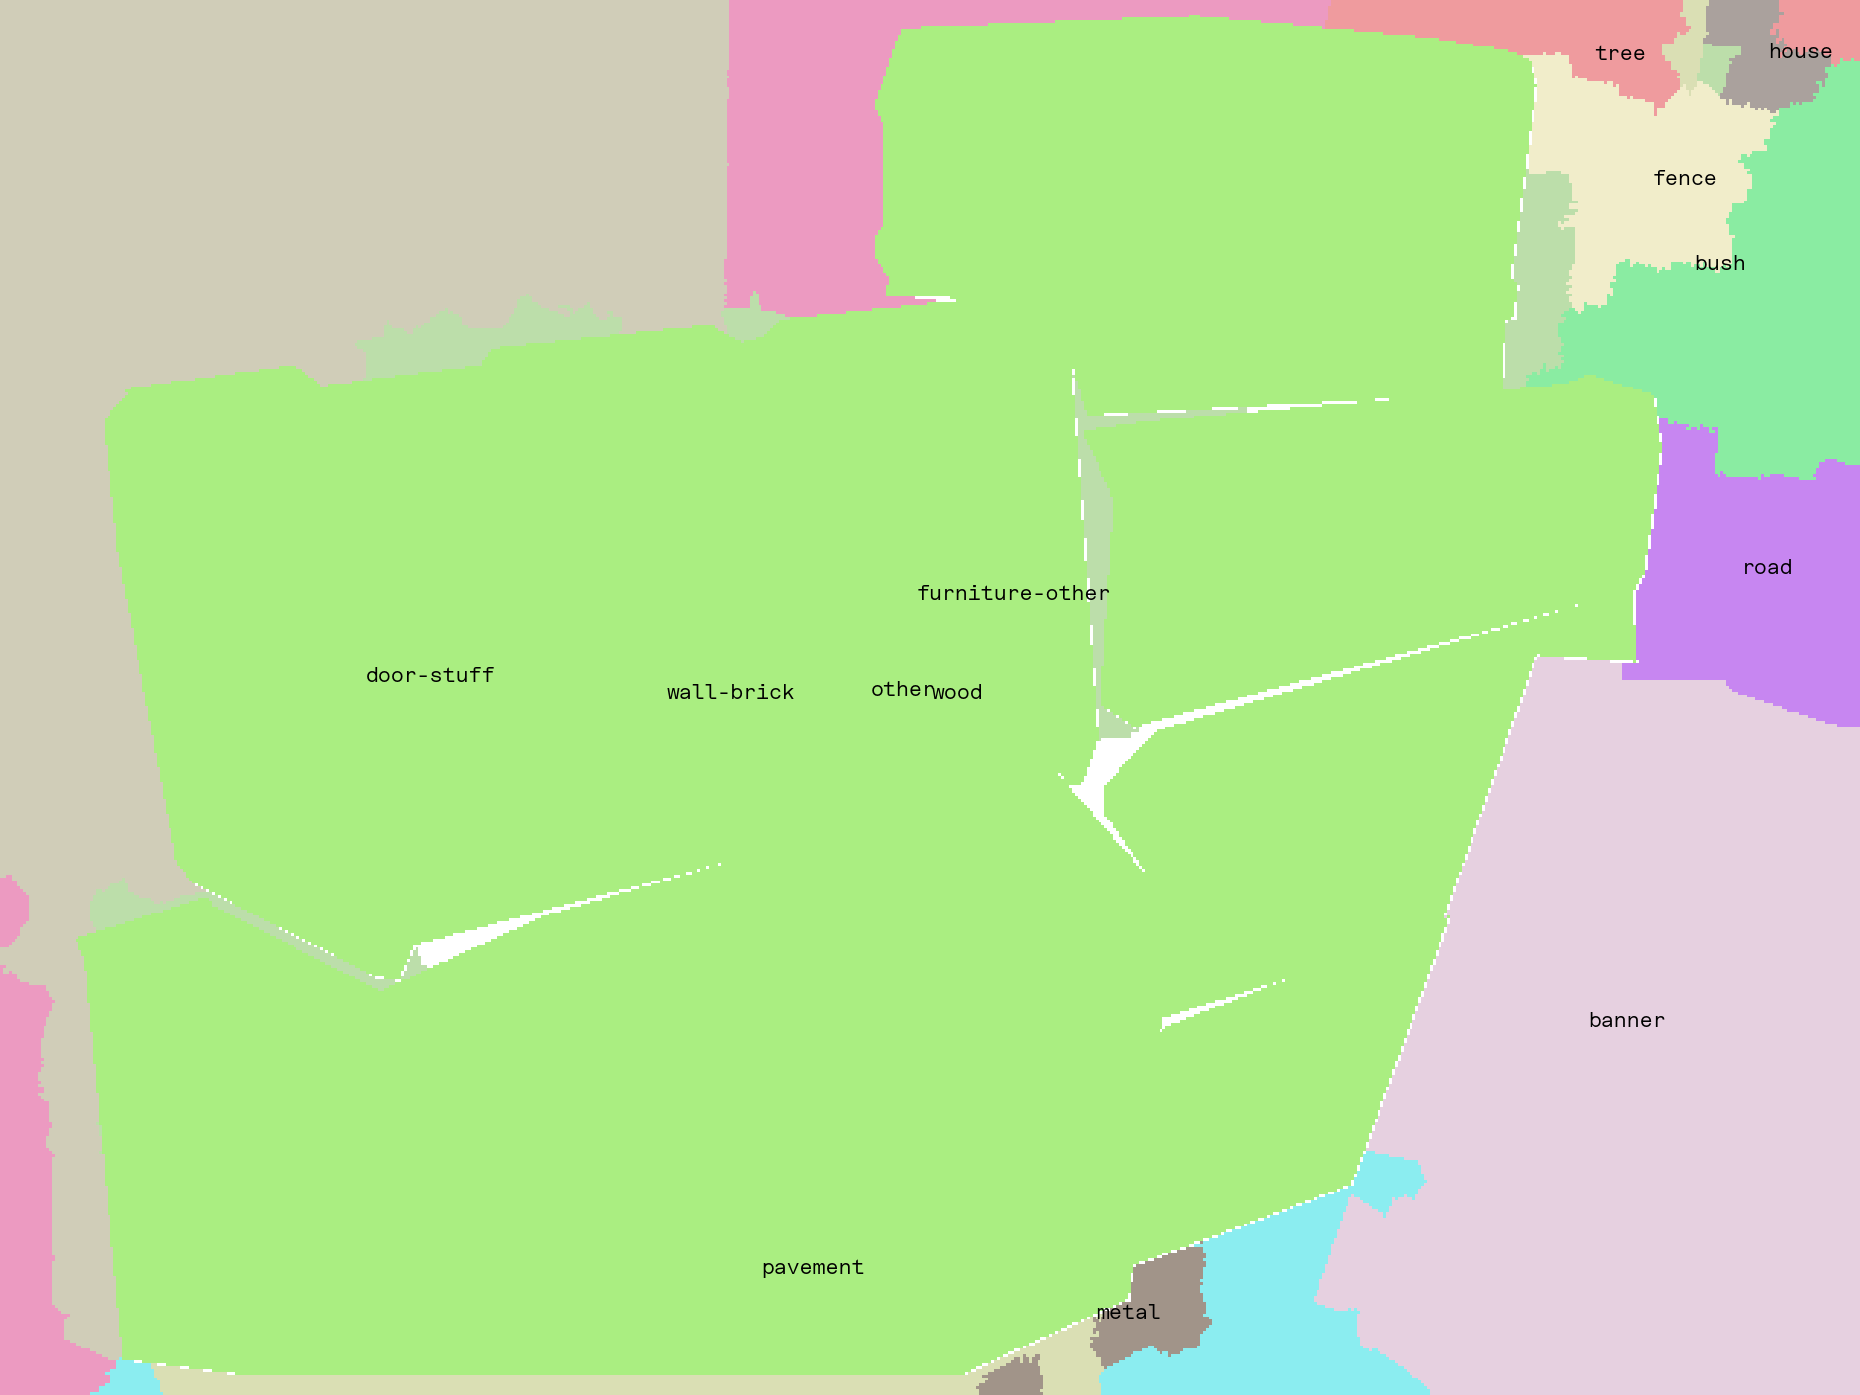 tree
house
fence
bush
road
furniture-other
door-stuff
wall-brick
other
wood
banner
pavement
metal